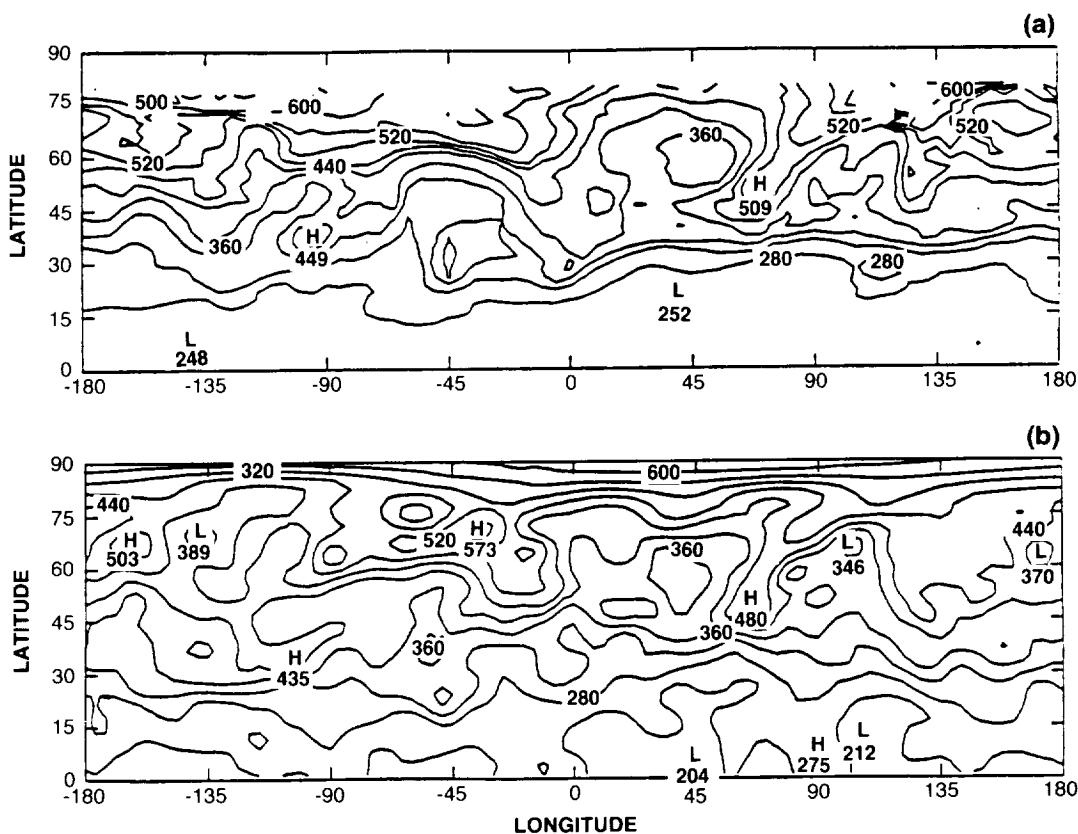 (a)
90
500
600
600
75
520
520
520
360
60
520
440
H
509
45
360
H
449
30
280
280
L
252
15
L
248
0
-180 -135 -90 -45 0 45 90 135 180
LATITUDE
(b)
90
320
600
440
75
H
503
L
389
520
H
573
360
L
346
440
L
370
60
H
480
45
360
360
H
435
30
280
15
L
204
H
275
L
212
0
-180 -135 -90 -45 0 45 90 135 180
LATITUDE
LONGITUDE